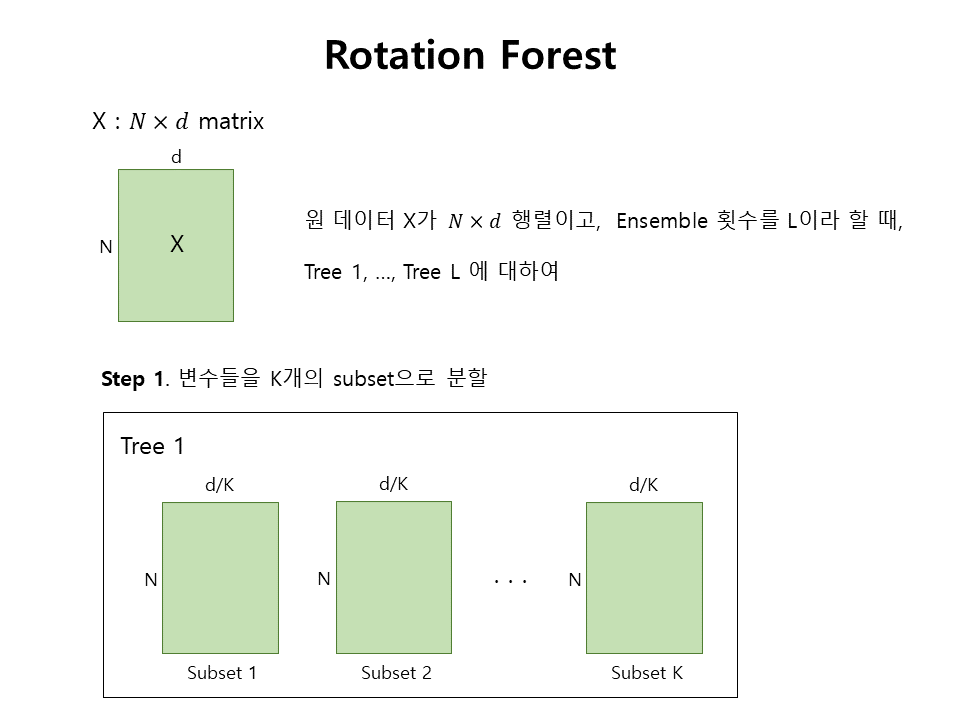 Rotation Forest
X : 𝑁 × 𝑑 matrix
d
N
X
원 데이터 X가 𝑁 × 𝑑 행렬이고, Ensemble 횟수를 L이라 할 때,
Tree 1, …, Tree L 에 대하여
Step 1. 변수들을 K개의 subset으로 분할
Tree 1
d/K
d/K
d/K
N
N
. . .
N
Subset 1
Subset 2
Subset K